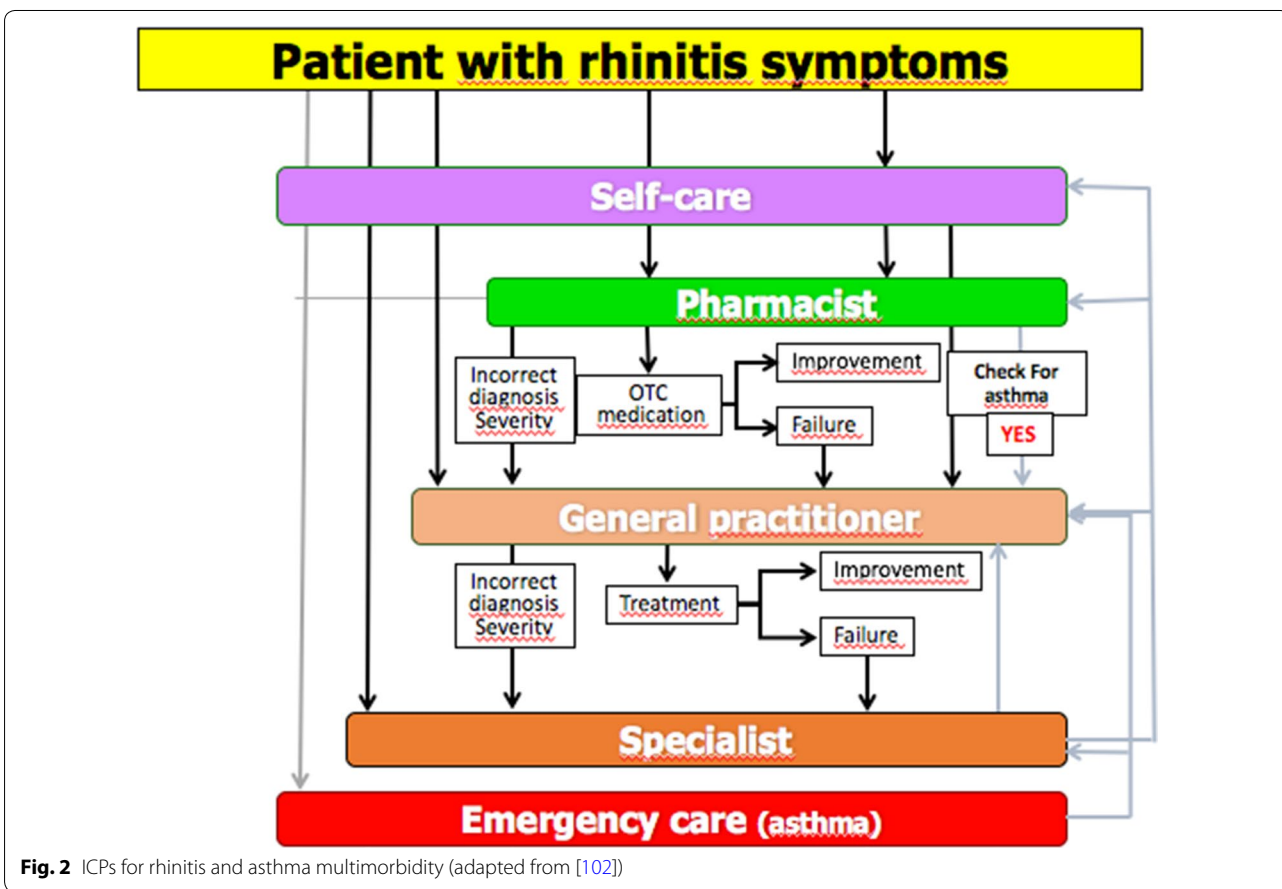 Patient with rhinitis symptoms
Self-care
Pharmacist
Incorrect
diagnosis
Severity
OTC
medication
Improvement
Failure
Check For
asthma
YES
General practitioner
Incorrect
diagnosis
Severity
Treatment
Improvement
Failure
Specialist
Emergency care (asthma)
Fig. 2 ICPs for rhinitis and asthma multimorbidity (adapted from [102])